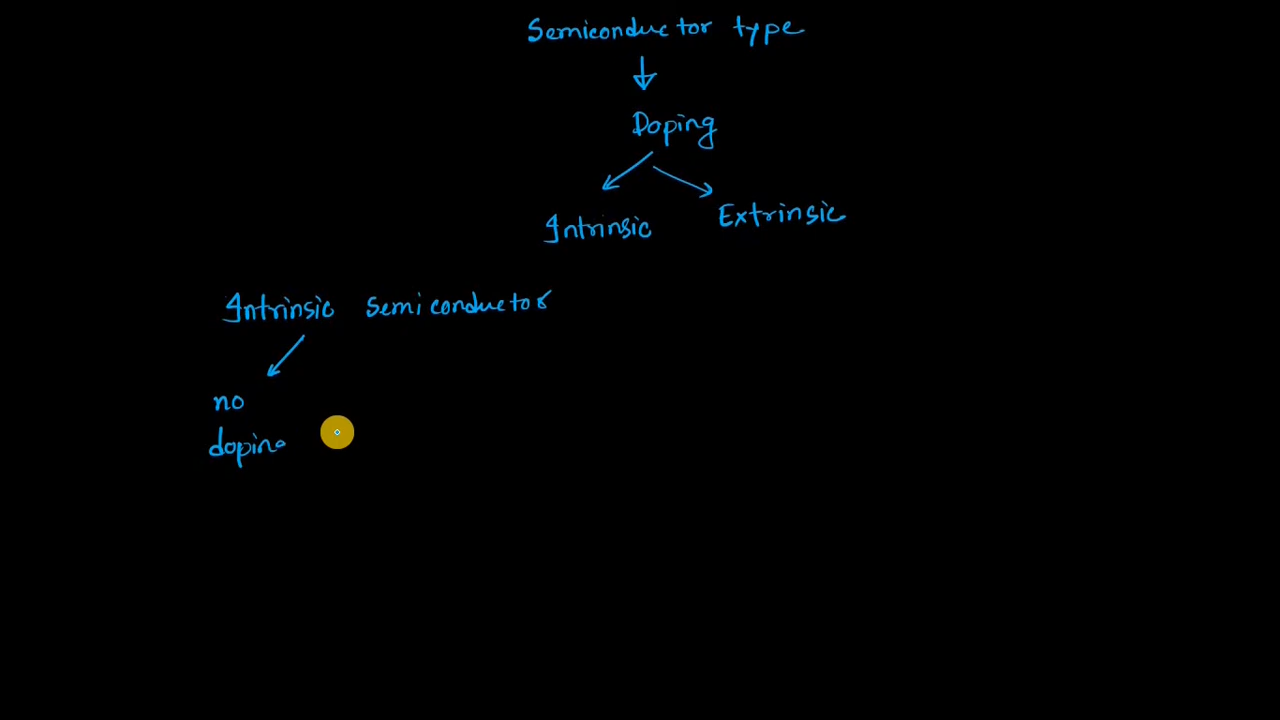 Semiconductor type
Doping
Intrinsic Extrinsic
Intrinsic Semiconductor
no
doping